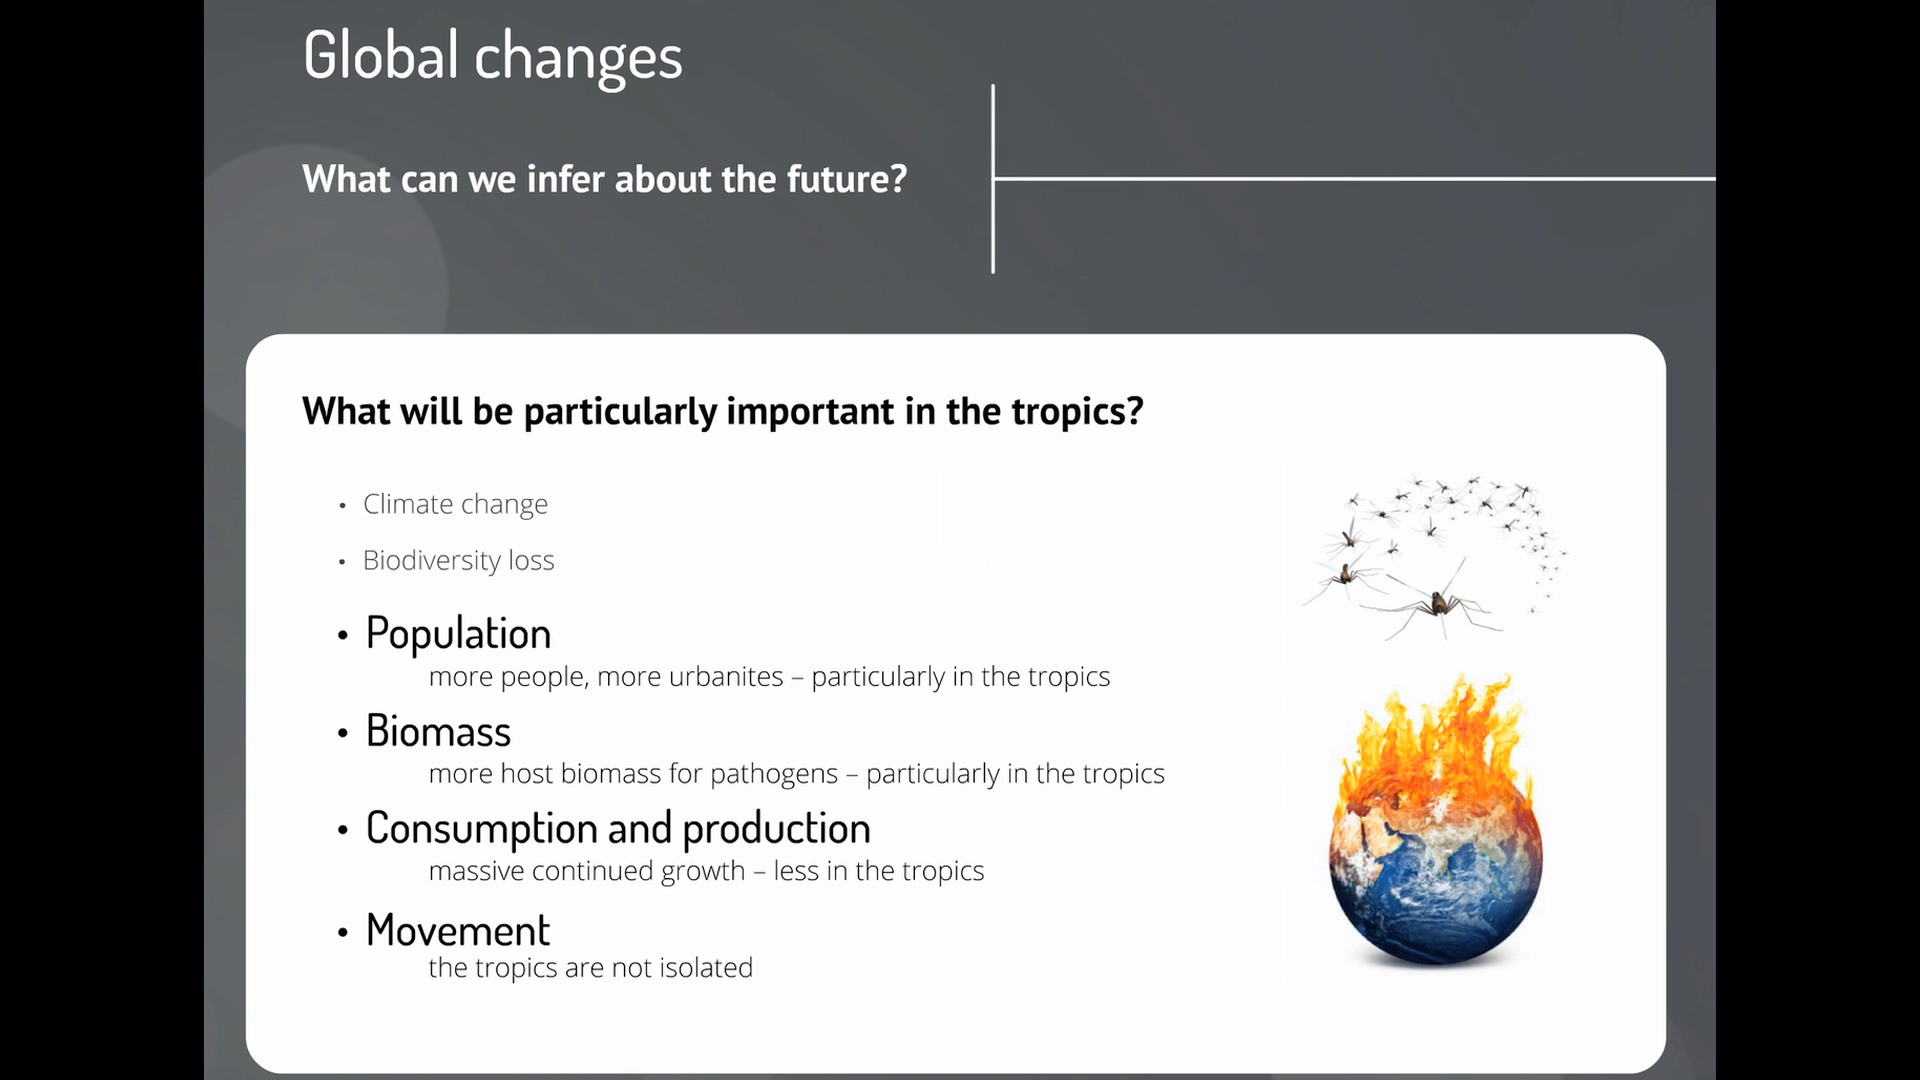 Global changes
What can we infer about the future?
What will be particularly important in the tropics?
• Climate change
• Biodiversity loss
• Population
more people, more urbanites – particularly in the tropics
• Biomass
more host biomass for pathogens – particularly in the tropics
• Consumption and production
massive continued growth – less in the tropics
• Movement
the tropics are not isolated